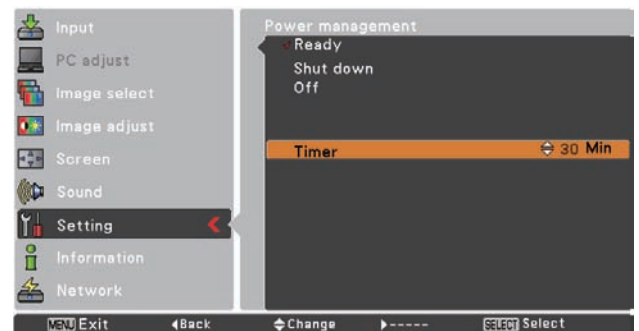 Input
PC adjust
Image select
Image adjust
Screen
Sound
Setting
Information
Network
Power management
Ready
Shut down
Off
Timer 30 Min
MENU Exit Back Change ----- SELECT Select